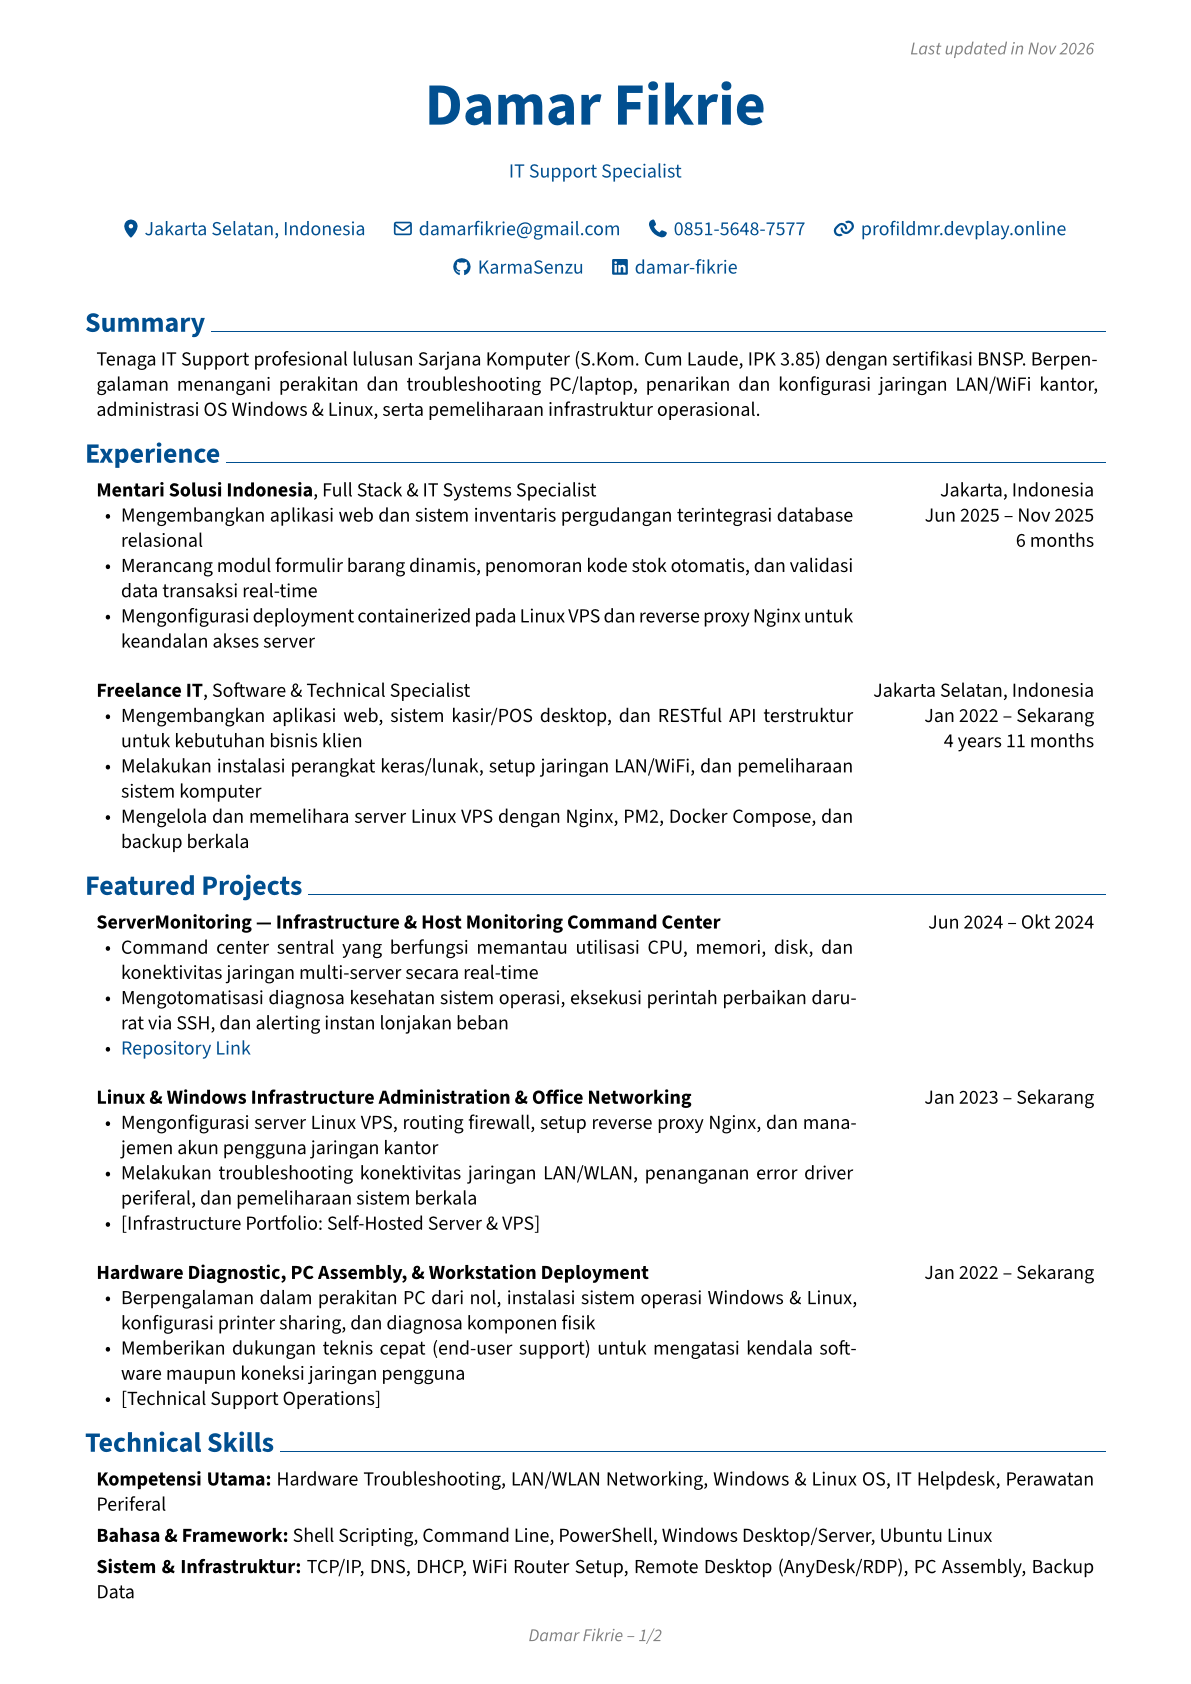 Last updated in Nov 2026
Damar Fikrie
IT Support Specialist
Jakarta Selatan, Indonesia damarfikrie@gmail.com 0851-5648-7577 profildmr.devplay.online
KarmaSenzu damar-fikrie
Summary
Tenaga IT Support profesional lulusan Sarjana Komputer (S.Kom. Cum Laude, IPK 3.85) dengan sertifikasi BNSP. Berpen-
galaman menangani perakitan dan troubleshooting PC/laptop, penarikan dan konfigurasi jaringan LAN/WiFi kantor,
administrasi OS Windows & Linux, serta pemeliharaan infrastruktur operasional.
Experience
Mentari Solusi Indonesia, Full Stack & IT Systems Specialist Jakarta, Indonesia
• Mengembangkan aplikasi web dan sistem inventaris pergudangan terintegrasi database Jun 2025 – Nov 2025
relasional 6 months
• Merancang modul formulir barang dinamis, penomoran kode stok otomatis, dan validasi
data transaksi real-time
• Mengonfigurasi deployment containerized pada Linux VPS dan reverse proxy Nginx untuk
keandalan akses server
Freelance IT, Software & Technical Specialist Jakarta Selatan, Indonesia
• Mengembangkan aplikasi web, sistem kasir/POS desktop, dan RESTful API terstruktur Jan 2022 – Sekarang
untuk kebutuhan bisnis klien 4 years 11 months
• Melakukan instalasi perangkat keras/lunak, setup jaringan LAN/WiFi, dan pemeliharaan
sistem komputer
• Mengelola dan memelihara server Linux VPS dengan Nginx, PM2, Docker Compose, dan
backup berkala
Featured Projects
ServerMonitoring — Infrastructure & Host Monitoring Command Center Jun 2024 – Okt 2024
• Command center sentral yang berfungsi memantau utilisasi CPU, memori, disk, dan
konektivitas jaringan multi-server secara real-time
• Mengotomatisasi diagnosa kesehatan sistem operasi, eksekusi perintah perbaikan daru-
rat via SSH, dan alerting instan lonjakan beban
• Repository Link
Linux & Windows Infrastructure Administration & Office Networking Jan 2023 – Sekarang
• Mengonfigurasi server Linux VPS, routing firewall, setup reverse proxy Nginx, dan mana-
jemen akun pengguna jaringan kantor
• Melakukan troubleshooting konektivitas jaringan LAN/WLAN, penanganan error driver
periferal, dan pemeliharaan sistem berkala
• [Infrastructure Portfolio: Self-Hosted Server & VPS]
Hardware Diagnostic, PC Assembly, & Workstation Deployment Jan 2022 – Sekarang
• Berpengalaman dalam perakitan PC dari nol, instalasi sistem operasi Windows & Linux,
konfigurasi printer sharing, dan diagnosa komponen fisik
• Memberikan dukungan teknis cepat (end-user support) untuk mengatasi kendala soft-
ware maupun koneksi jaringan pengguna
• [Technical Support Operations]
Technical Skills
Kompetensi Utama: Hardware Troubleshooting, LAN/WLAN Networking, Windows & Linux OS, IT Helpdesk, Perawatan
Periferal
Bahasa & Framework: Shell Scripting, Command Line, PowerShell, Windows Desktop/Server, Ubuntu Linux
Sistem & Infrastruktur: TCP/IP, DNS, DHCP, WiFi Router Setup, Remote Desktop (AnyDesk/RDP), PC Assembly, Backup
Data
Damar Fikrie – 1/2